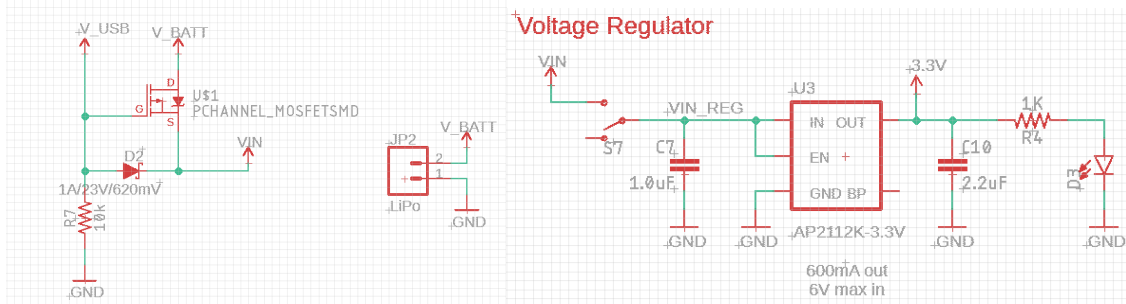 V_USB
V_BATT
D
G
S
U$1
PCHANNEL_MOSFETSMD
VIN
D2
1A/23V/620mV
R7
10k
GND
JP2
V_BATT
2
1
LiPo
GND
Voltage Regulator
VIN
S7
VIN_REG
C7
1.0uF
GND
GND
U3
IN OUT
EN
GND BP
AP2112K-3.3V
600mA out
6V max in
3.3V
C10
2.2uF
GND
1K
R4
D3
GND